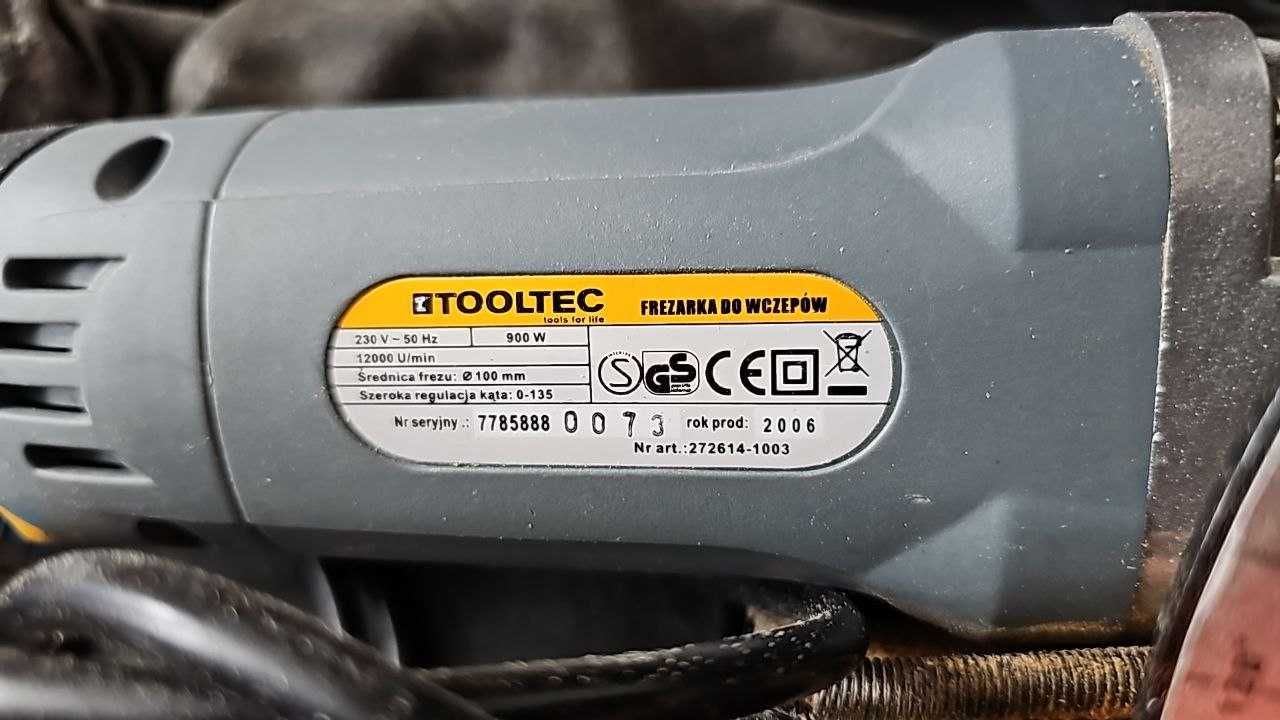 TOOLTEC
tools for life
FREZARKA DO WCZEPÓW
230 V ~ 50 Hz
900 W
12000 U/min
Średnica frezu: Ø 100 mm
Szeroka regulacja kąta: 0-135
S
GS
CE
Nr seryjny .: 7785888 0073 rok prod: 2006
Nr art.:272614-1003